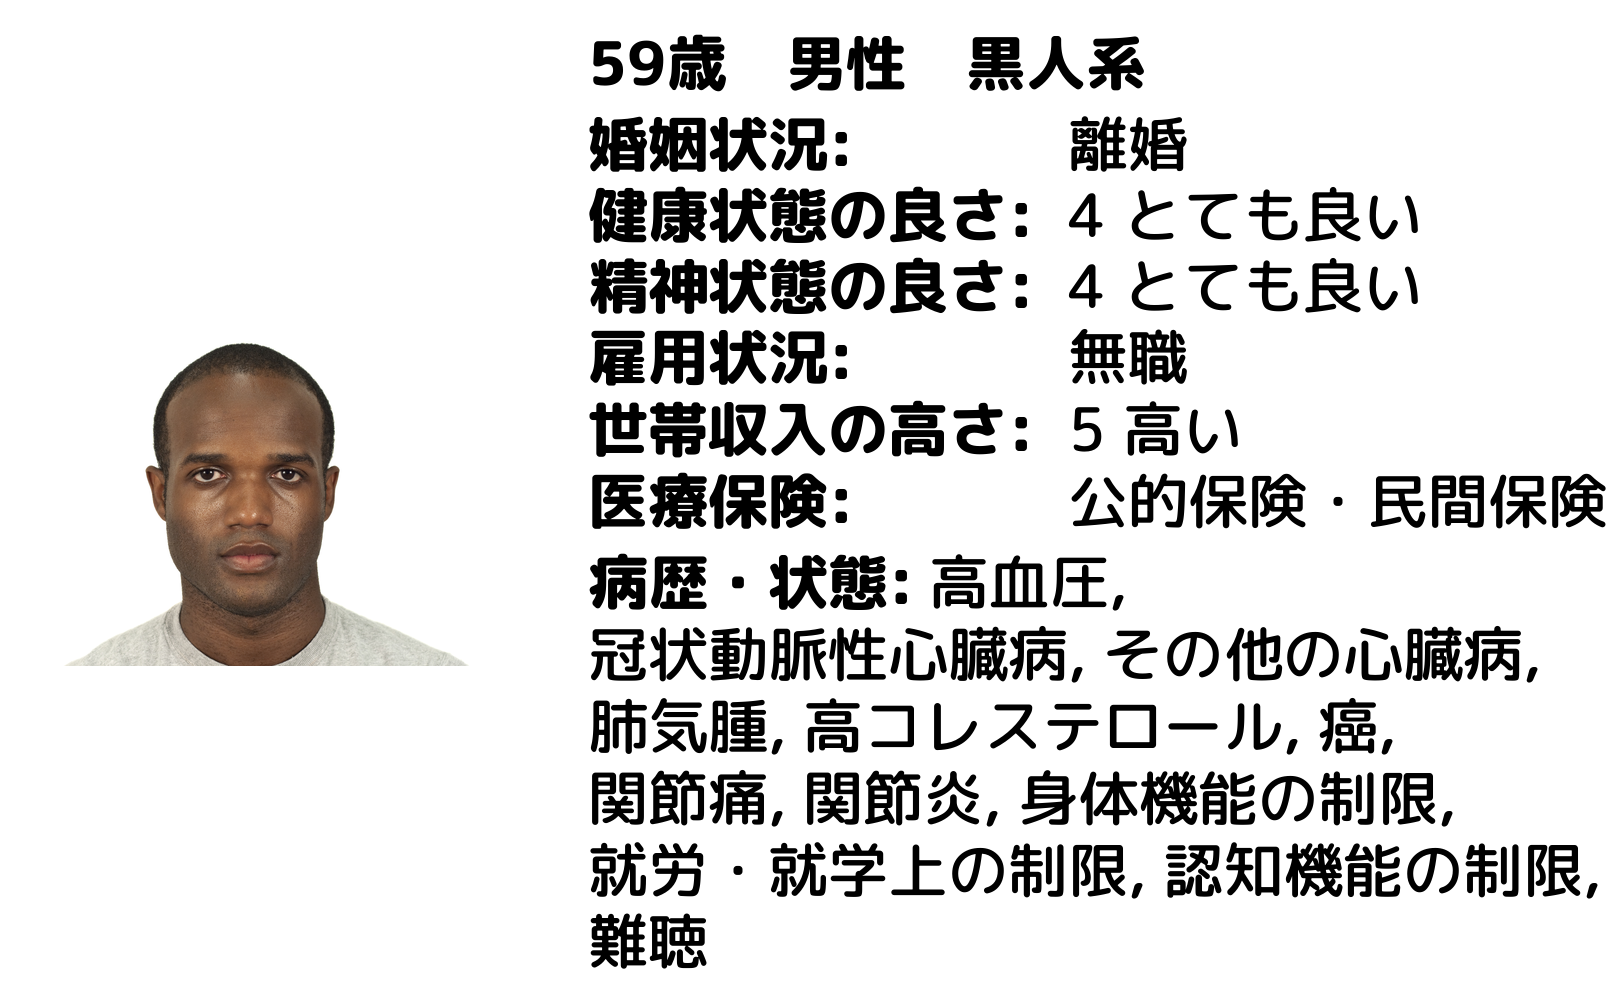 59歳　男性　黒人系
婚姻状況: 離婚
健康状態の良さ: 4 とても良い
精神状態の良さ: 4 とても良い
雇用状況: 無職
世帯収入の高さ: 5 高い
医療保険: 公的保険・民間保険
病歴・状態: 高血圧,
冠状動脈性心臓病, その他の心臓病,
肺気腫, 高コレステロール, 癌,
関節痛, 関節炎, 身体機能の制限,
就労・就学上の制限, 認知機能の制限,
難聴